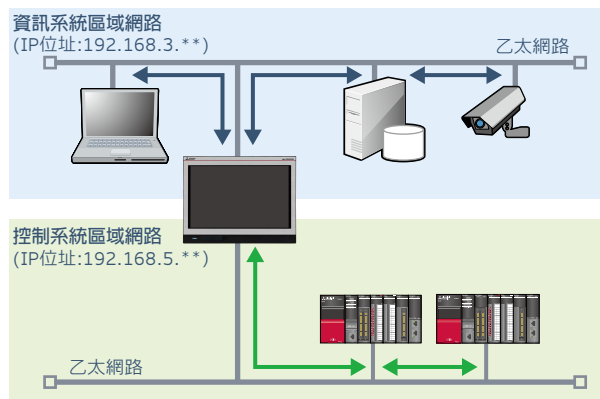 資訊系統區域網路
(IP位址:192.168.3.**)
乙太網路
控制系統區域網路
(IP位址:192.168.5.**)
乙太網路